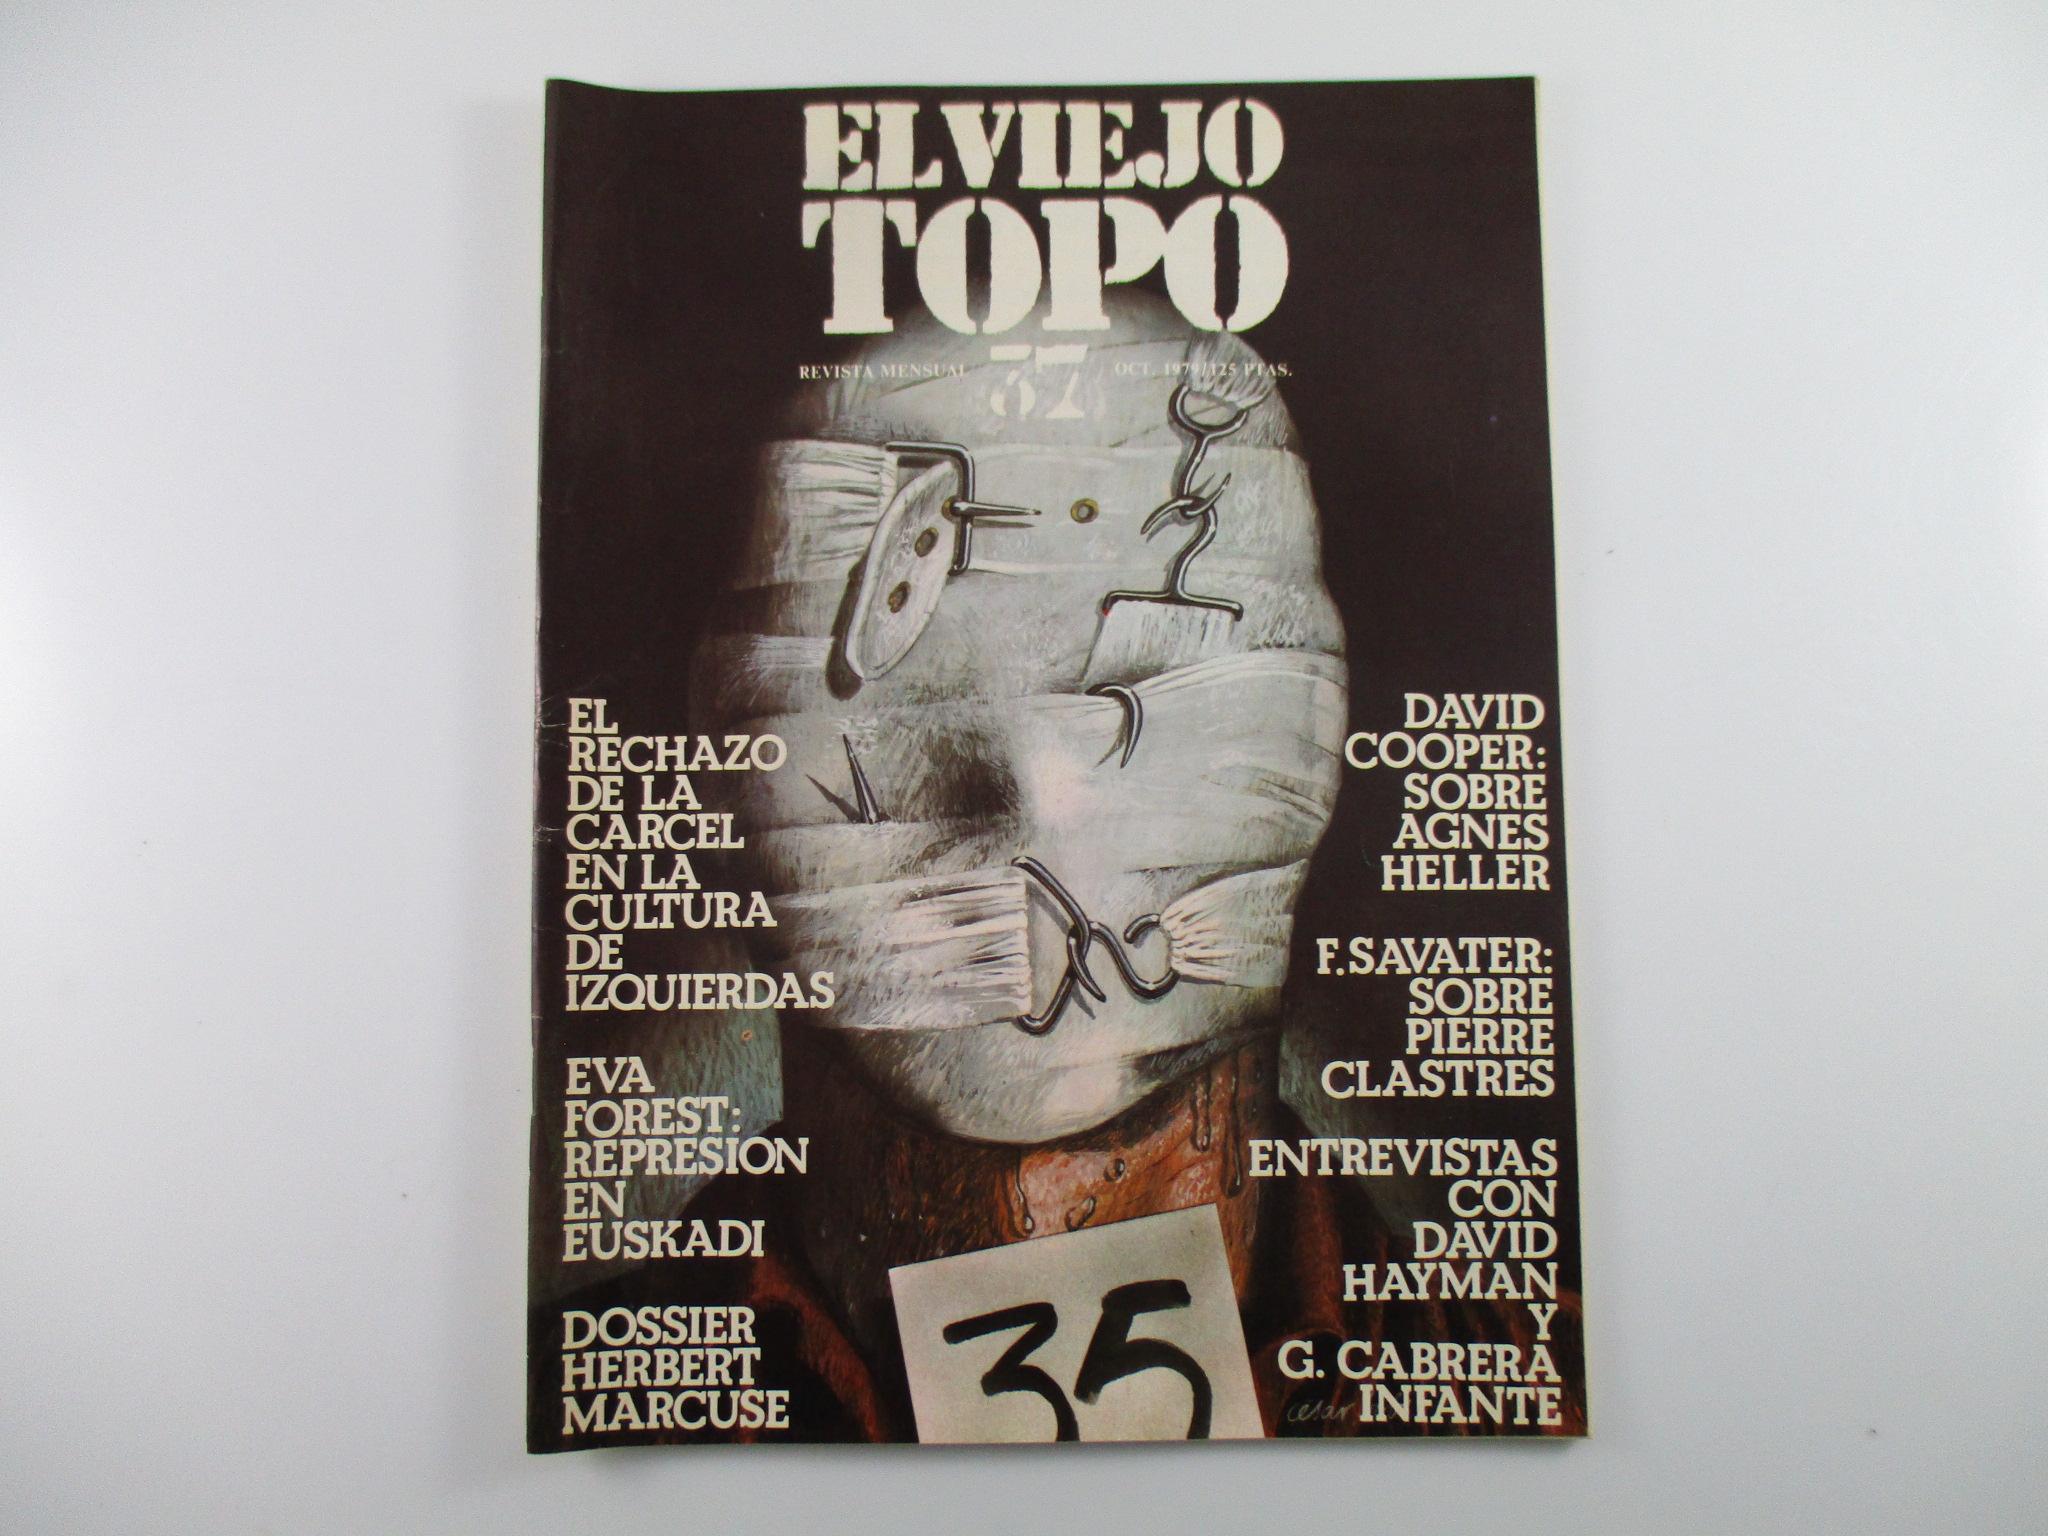 EL VIEJO
TOPO
REVISTA MENSUAL
37
OCT. 1979/125 PTAS.
EL
RECHAZO
DE LA
CARCEL
EN LA
CULTURA
DE
IZQUIERDAS
EVA
FOREST:
REPRESION
EN
EUSKADI
DOSSIER
HERBERT
MARCUSE
DAVID
COOPER:
SOBRE
AGNES
HELLER
F. SAVATER:
SOBRE
PIERRE
CLASTRES
ENTREVISTAS
CON
DAVID
HAYMAN
Y
G. CABRERA
INFANTE
35
cesar